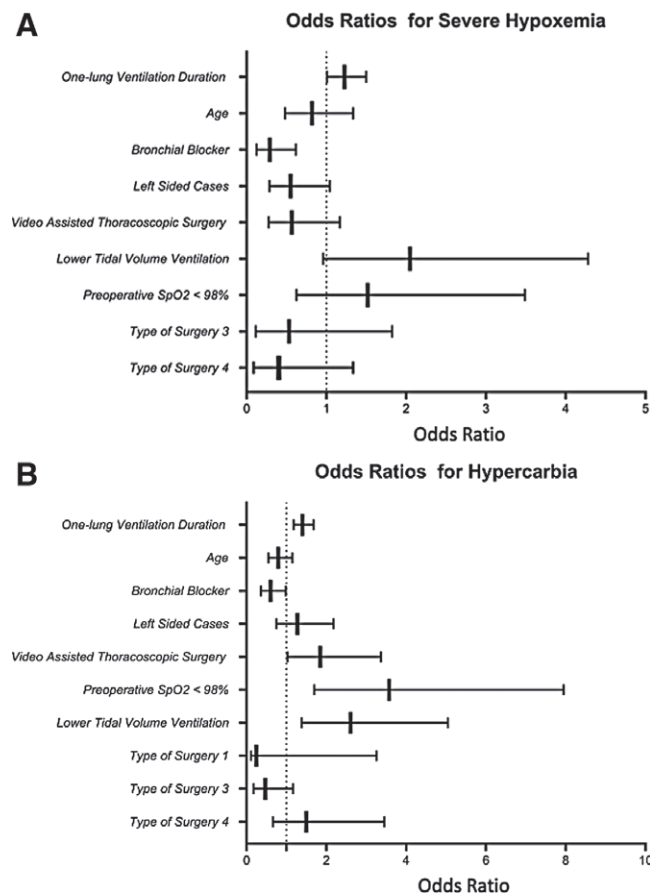 A
Odds Ratios for Severe Hypoxemia
One-lung Ventilation Duration
Age
Bronchial Blocker
Left Sided Cases
Video Assisted Thoracoscopic Surgery
Lower Tidal Volume Ventilation
Preoperative SpO2 < 98%
Type of Surgery 3
Type of Surgery 4
0 1 2 3 4 5
Odds Ratio
B
Odds Ratios for Hypercarbia
One-lung Ventilation Duration
Age
Bronchial Blocker
Left Sided Cases
Video Assisted Thoracoscopic Surgery
Preoperative SpO2 < 98%
Lower Tidal Volume Ventilation
Type of Surgery 1
Type of Surgery 3
Type of Surgery 4
0 2 4 6 8 10
Odds Ratio